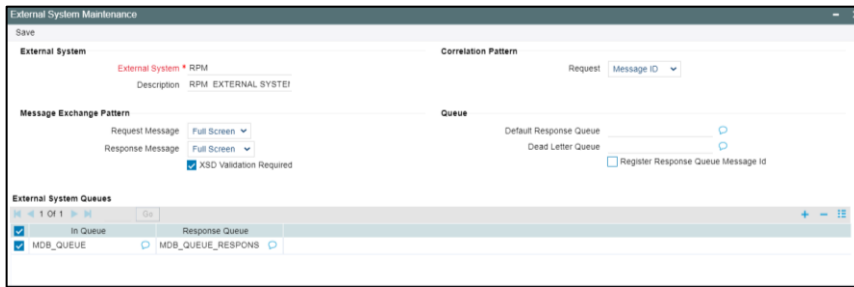 External System Maintenance
Save
External System
External System * RPM
Description RPM EXTERNAL SYSTEM
Correlation Pattern
Request Message ID
Message Exchange Pattern
Request Message Full Screen
Response Message Full Screen
XSD Validation Required
Queue
Default Response Queue
Dead Letter Queue
Register Response Queue Message Id
External System Queues
1 Of 1 Go
In Queue Response Queue
MDB_QUEUE MDB_QUEUE_RESPONS